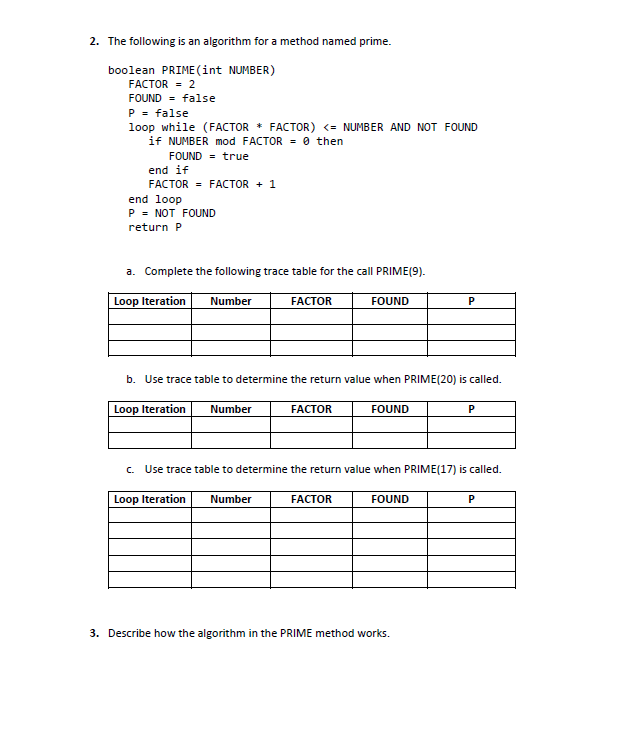 2. The following is an algorithm for a method named prime.
boolean PRIME(int NUMBER)
FACTOR = 2
FOUND = false
P = false
loop while (FACTOR * FACTOR) <= NUMBER AND NOT FOUND
if NUMBER mod FACTOR = 0 then
FOUND = true
end if
FACTOR = FACTOR + 1
end loop
P = NOT FOUND
return P
a. Complete the following trace table for the call PRIME(9).
Loop Iteration Number FACTOR FOUND P
b. Use trace table to determine the return value when PRIME(20) is called.
Loop Iteration Number FACTOR FOUND P
c. Use trace table to determine the return value when PRIME(17) is called.
Loop Iteration Number FACTOR FOUND P
3. Describe how the algorithm in the PRIME method works.